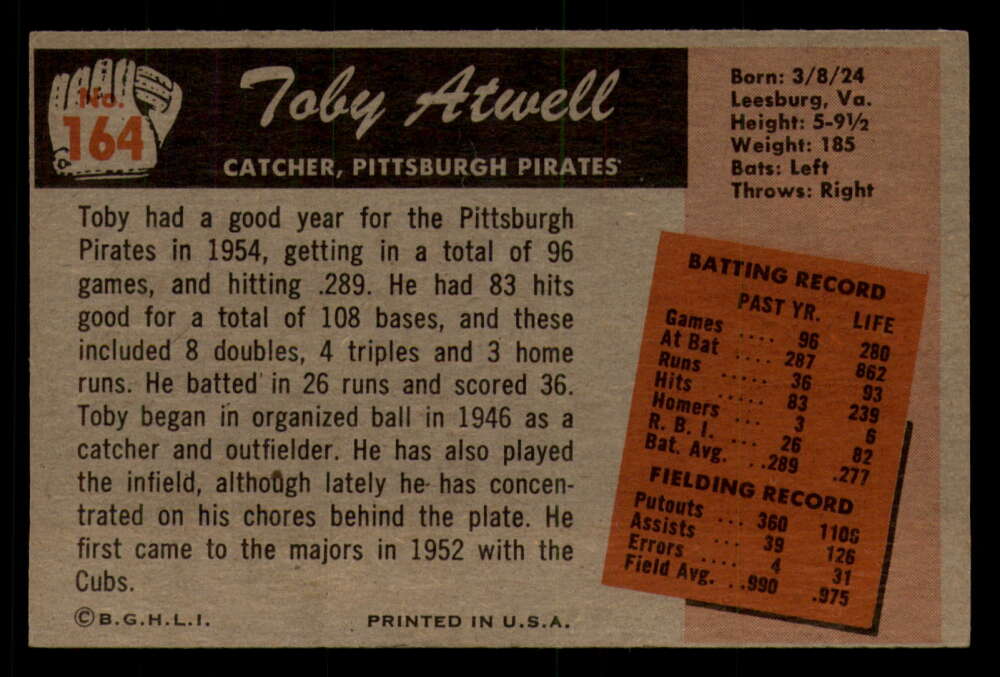 No.
164
Toby Atwell
CATCHER, PITTSBURGH PIRATES
Born: 3/8/24
Leesburg, Va.
Height: 5-9½
Weight: 185
Bats: Left
Throws: Right
Toby had a good year for the Pittsburgh
Pirates in 1954, getting in a total of 96
games, and hitting .289. He had 83 hits
good for a total of 108 bases, and these
included 8 doubles, 4 triples and 3 home
runs. He batted in 26 runs and scored 36.
Toby began in organized ball in 1946 as a
catcher and outfielder. He has also played
the infield, although lately he has concen-
trated on his chores behind the plate. He
first came to the majors in 1952 with the
Cubs.
BATTING RECORD
PAST YR. LIFE
Games .... 96 280
At Bat .... 287 862
Runs ..... 36 93
Hits ..... 83 239
Homers .... 3 6
R. B. I. ... 26 82
Bat. Avg. . .289 .277
FIELDING RECORD
Putouts ... 360 1106
Assists ... 39 126
Errors .... 4 31
Field Avg. . .990 .975
©B.G.H.L.I.
PRINTED IN U.S.A.